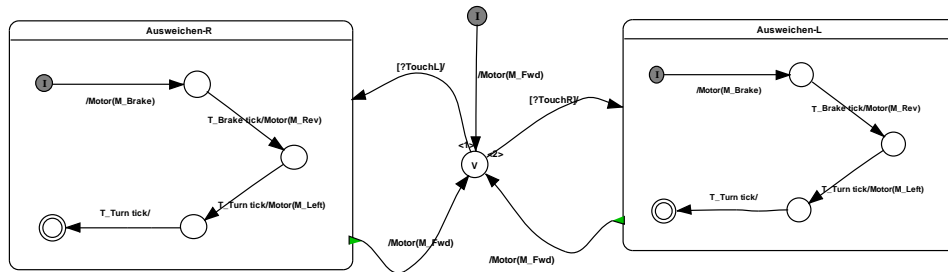 I
Ausweichen-R
Ausweichen-L
[?TouchL]/
/Motor(M_Fwd)
[?TouchR]/
I
/Motor(M_Brake)
T_Brake tick/Motor(M_Rev)
T_Turn tick/Motor(M_Left)
T_Turn tick/
<1>
<2>
V
/Motor(M_Fwd)
/Motor(M_Fwd)
I
/Motor(M_Brake)
T_Brake tick/Motor(M_Rev)
T_Turn tick/Motor(M_Left)
T_Turn tick/